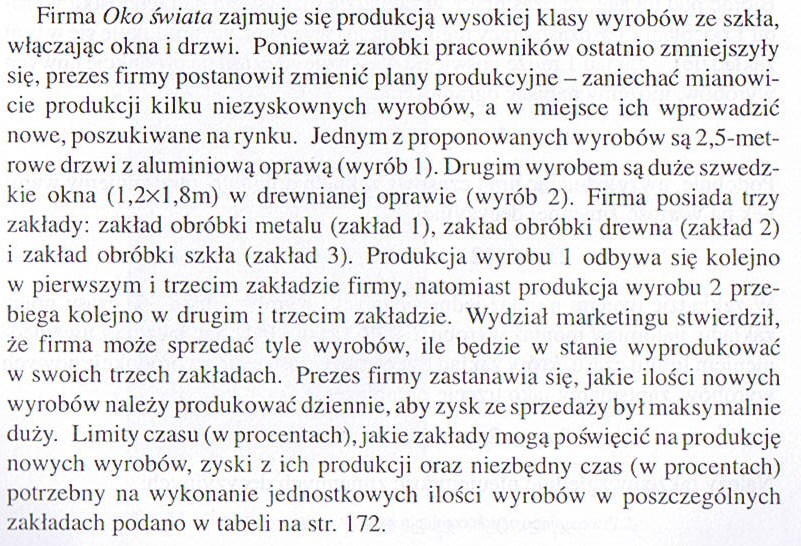 Firma Oko świata zajmuje się produkcją wysokiej klasy wyrobów ze szkła,
włączając okna i drzwi. Ponieważ zarobki pracowników ostatnio zmniejszyły
się, prezes firmy postanowił zmienić plany produkcyjne – zaniechać mianowi-
cie produkcji kilku niezyskownych wyrobów, a w miejsce ich wprowadzić
nowe, poszukiwane na rynku. Jednym z proponowanych wyrobów są 2,5-met-
rowe drzwi z aluminiową oprawą (wyrób 1). Drugim wyrobem są duże szwedz-
kie okna (1,2×1,8m) w drewnianej oprawie (wyrób 2). Firma posiada trzy
zakłady: zakład obróbki metalu (zakład 1), zakład obróbki drewna (zakład 2)
i zakład obróbki szkła (zakład 3). Produkcja wyrobu 1 odbywa się kolejno
w pierwszym i trzecim zakładzie firmy, natomiast produkcja wyrobu 2 prze-
biega kolejno w drugim i trzecim zakładzie. Wydział marketingu stwierdził,
że firma może sprzedać tyle wyrobów, ile będzie w stanie wyprodukować
w swoich trzech zakładach. Prezes firmy zastanawia się, jakie ilości nowych
wyrobów należy produkować dziennie, aby zysk ze sprzedaży był maksymalnie
duży. Limity czasu (w procentach), jakie zakłady mogą poświęcić na produkcję
nowych wyrobów, zyski z ich produkcji oraz niezbędny czas (w procentach)
potrzebny na wykonanie jednostkowych ilości wyrobów w poszczególnych
zakładach podano w tabeli na str. 172.